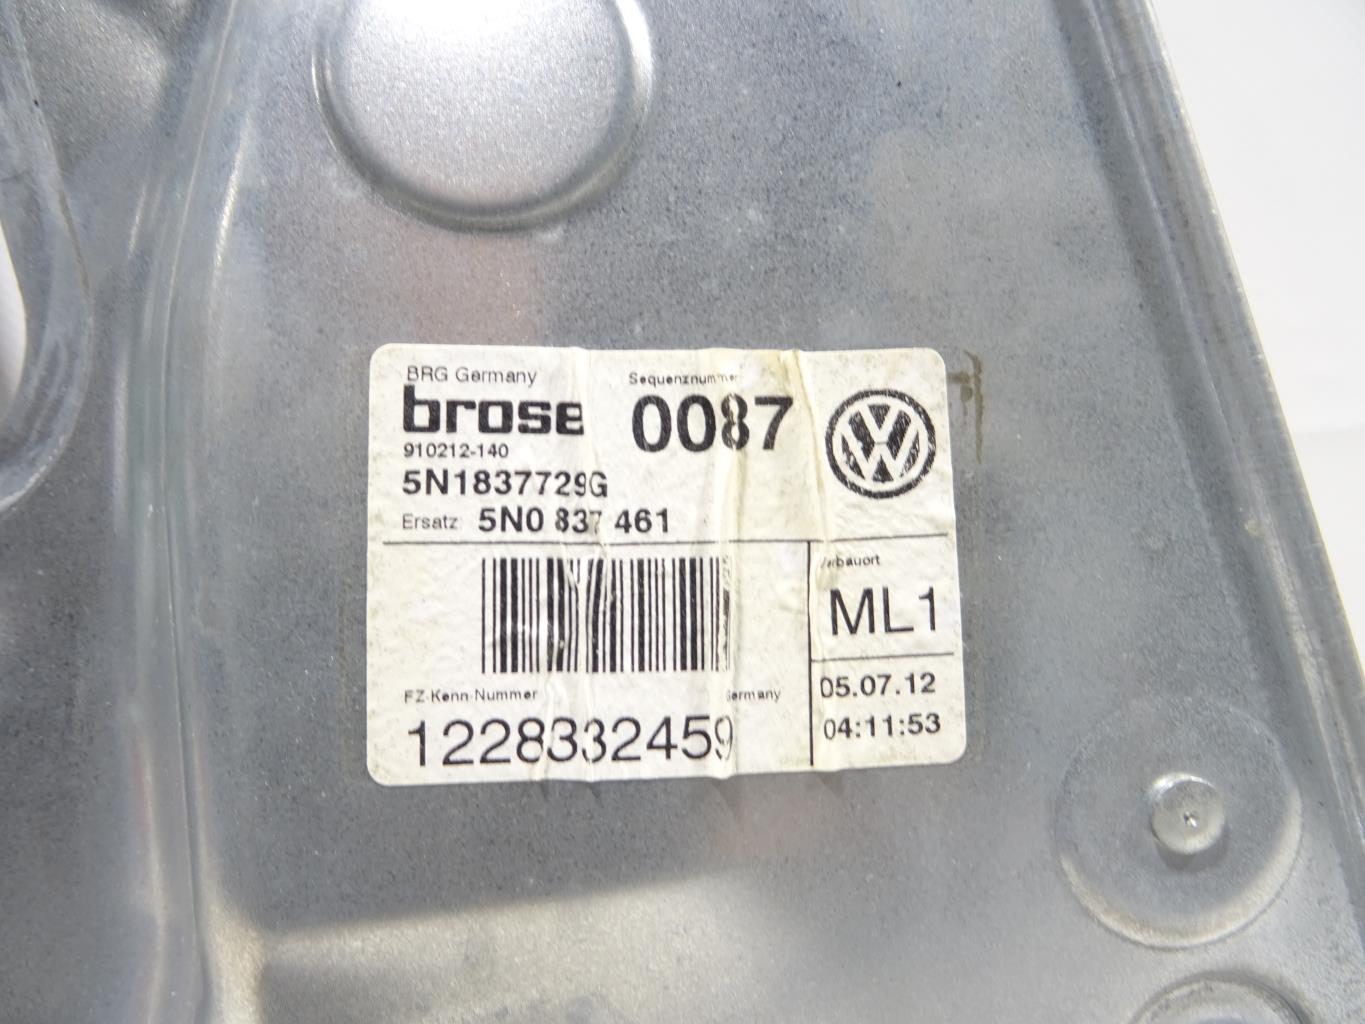 BRG Germany
Sequenznummer
brose
0087
910212-140
5N1837729G
Ersatz: 5N0 837 461
Verbauort
ML1
FZ-Kenn-Nummer
Germany
05.07.12
1228332459
04:11:53